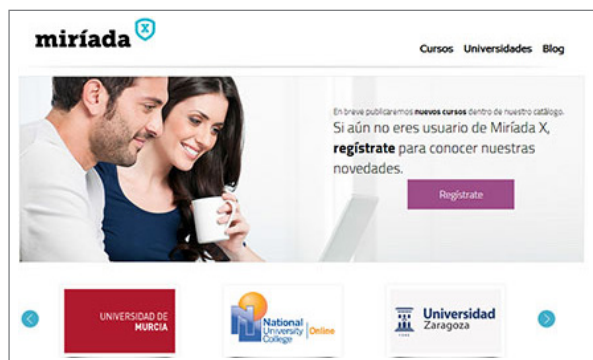 miríada X
Cursos Universidades Blog
En breve publicaremos nuevos cursos dentro de nuestro catálogo.
Si aún no eres usuario de Miríada X,
regístrate para conocer nuestras
novedades.
Regístrate
UNIVERSIDAD DE
MURCIA
National
University
College
Online
Universidad
Zaragoza